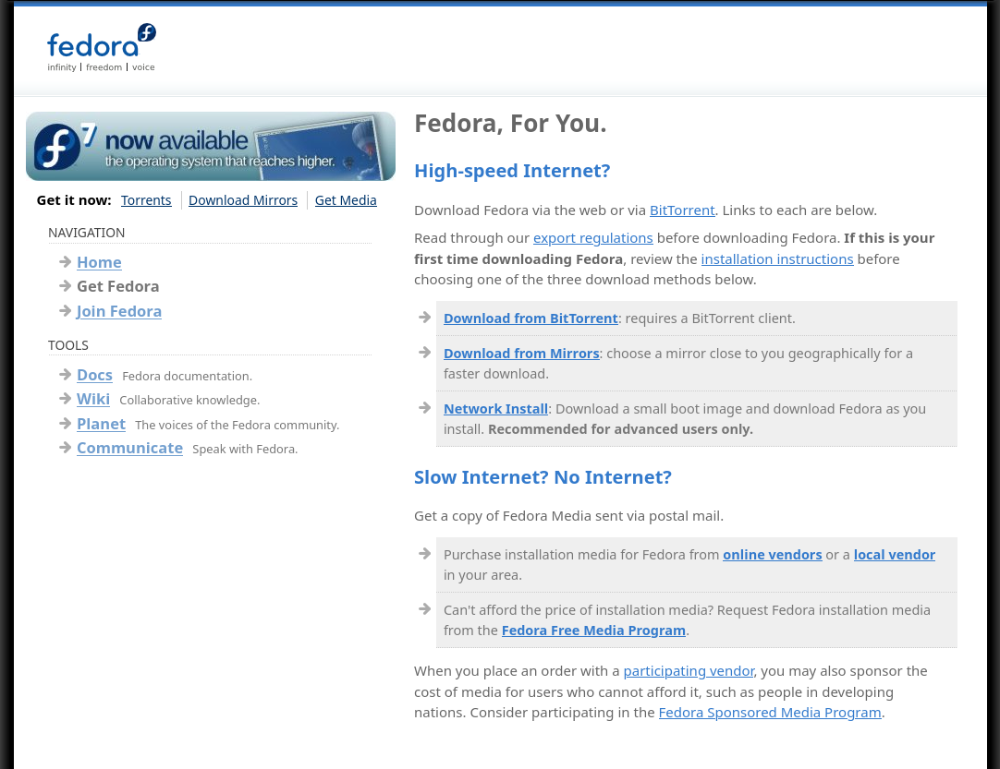 fedora
infinity | freedom | voice
7 now available
the operating system that reaches higher.
Get it now: Torrents Download Mirrors Get Media
NAVIGATION
Home
Get Fedora
Join Fedora
TOOLS
Docs Fedora documentation.
Wiki Collaborative knowledge.
Planet The voices of the Fedora community.
Communicate Speak with Fedora.
Fedora, For You.
High-speed Internet?
Download Fedora via the web or via BitTorrent. Links to each are below.
Read through our export regulations before downloading Fedora. If this is your
first time downloading Fedora, review the installation instructions before
choosing one of the three download methods below.
Download from BitTorrent: requires a BitTorrent client.
Download from Mirrors: choose a mirror close to you geographically for a
faster download.
Network Install: Download a small boot image and download Fedora as you
install. Recommended for advanced users only.
Slow Internet? No Internet?
Get a copy of Fedora Media sent via postal mail.
Purchase installation media for Fedora from online vendors or a local vendor
in your area.
Can't afford the price of installation media? Request Fedora installation media
from the Fedora Free Media Program.
When you place an order with a participating vendor, you may also sponsor the
cost of media for users who cannot afford it, such as people in developing
nations. Consider participating in the Fedora Sponsored Media Program.